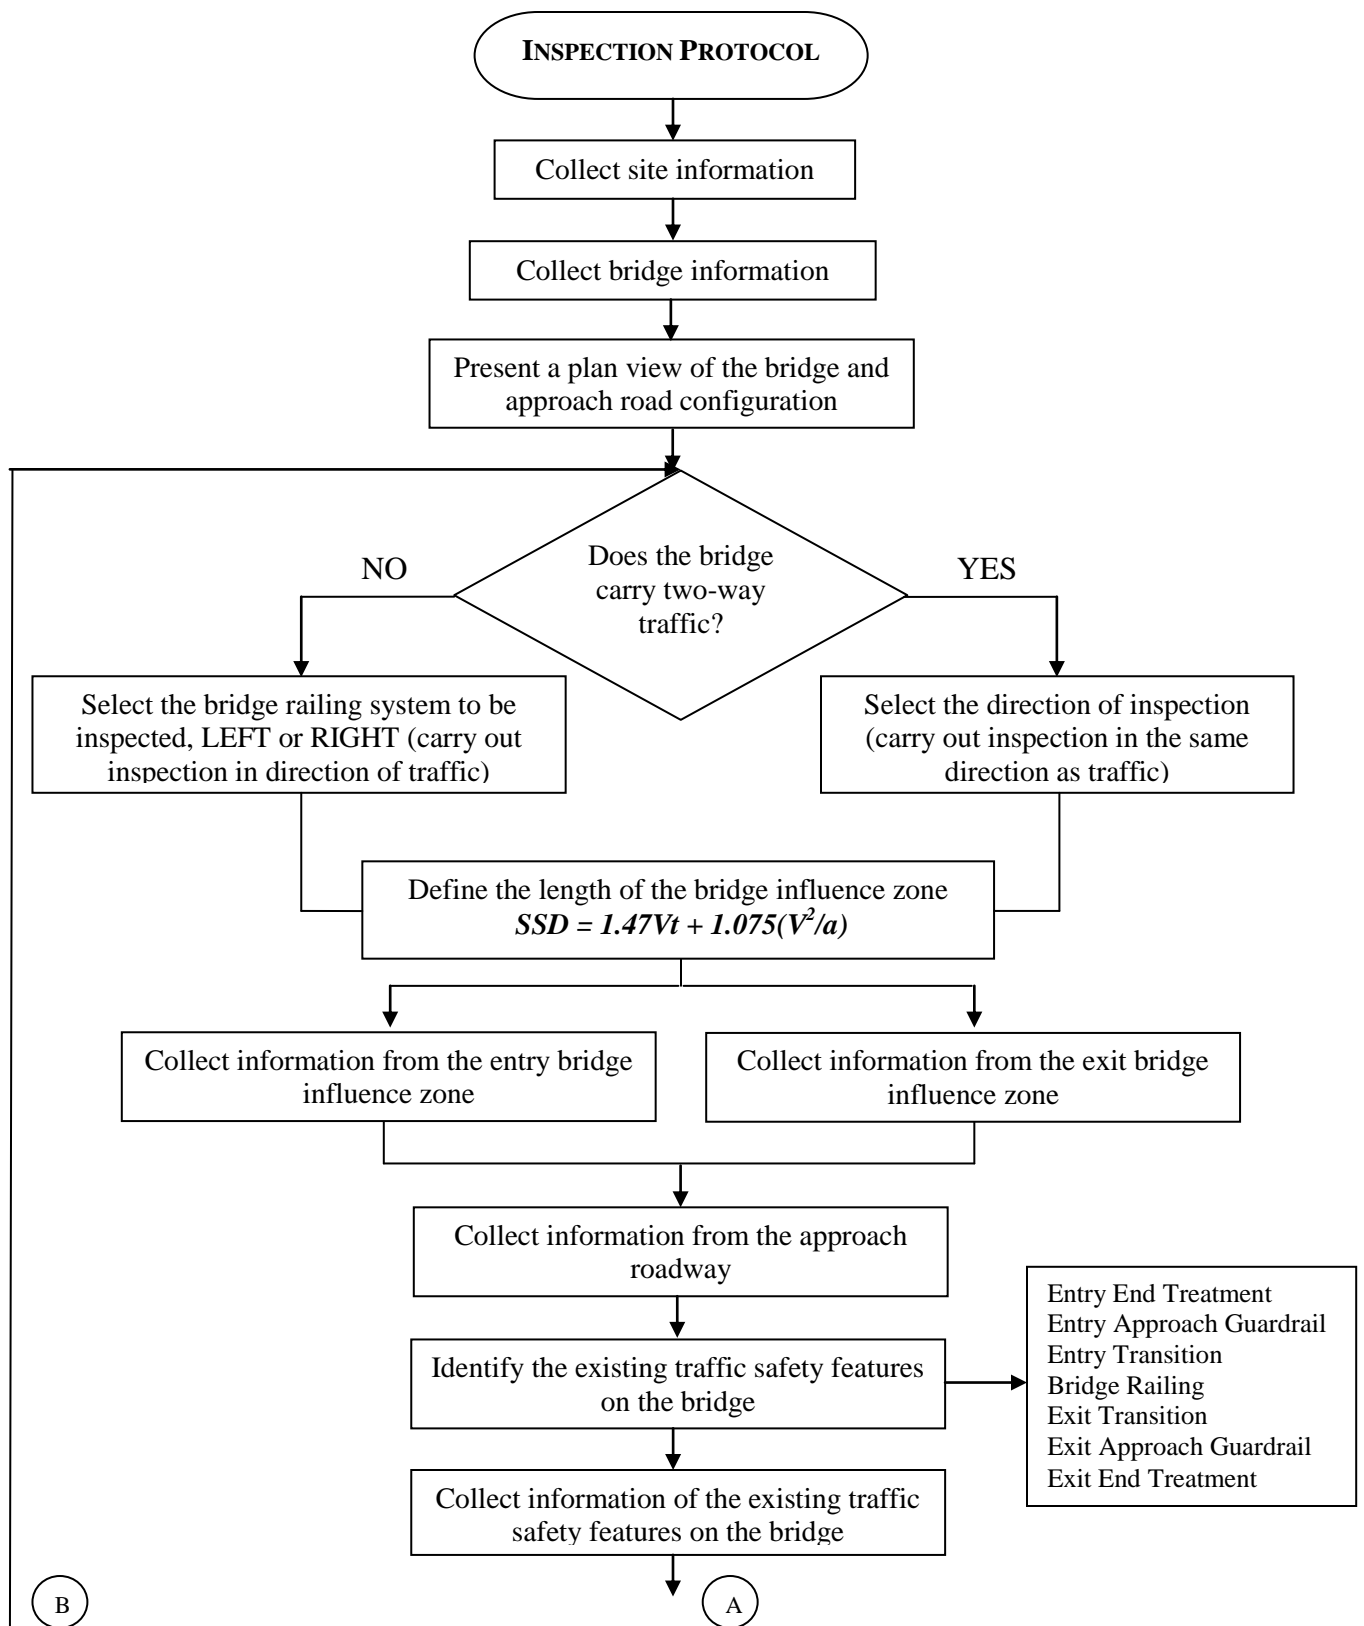 INSPECTION PROTOCOL
Collect site information
Collect bridge information
Present a plan view of the bridge and
approach road configuration
Does the bridge
carry two-way
traffic?
NO
YES
Select the bridge railing system to be
inspected, LEFT or RIGHT (carry out
inspection in direction of traffic)
Select the direction of inspection
(carry out inspection in the same
direction as traffic)
Define the length of the bridge influence zone
SSD = 1.47Vt + 1.075(V²/a)
Collect information from the entry bridge
influence zone
Collect information from the exit bridge
influence zone
Collect information from the approach
roadway
Identify the existing traffic safety features
on the bridge
Entry End Treatment
Entry Approach Guardrail
Entry Transition
Bridge Railing
Exit Transition
Exit Approach Guardrail
Exit End Treatment
Collect information of the existing traffic
safety features on the bridge
B
A